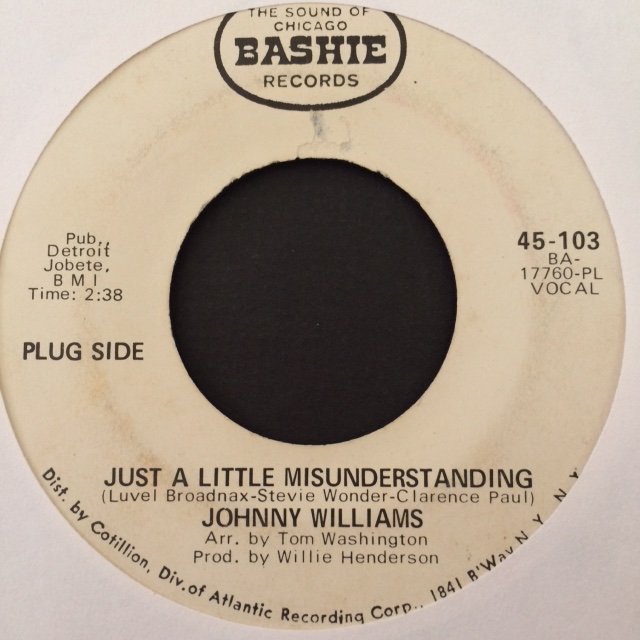 THE SOUND OF
CHICAGO
BASHIE
RECORDS
Pub,
Detroit
Jobete,
B M I
Time: 2:38
45-103
BA-
17760-PL
VOCAL
PLUG SIDE
JUST A LITTLE MISUNDERSTANDING
(Luvel Broadnax-Stevie Wonder-Clarence Paul)
JOHNNY WILLIAMS
Arr. by Tom Washington
Prod. by Willie Henderson
Dist. by Cotillion, Div. of Atlantic Recording Corp., 1841 B'Way N Y, N Y